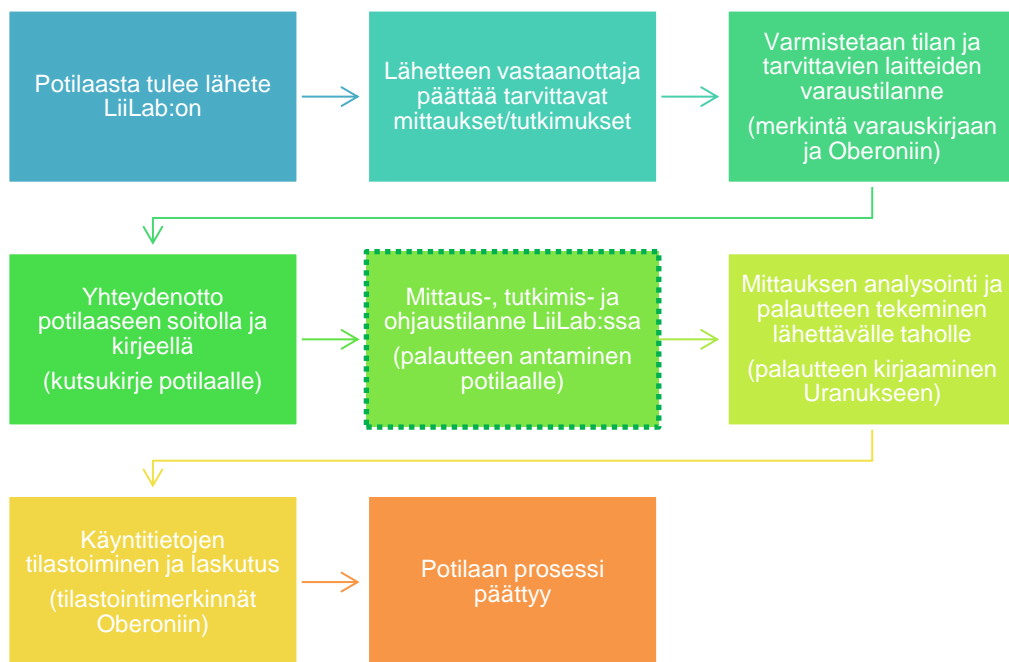 Potilaasta tulee lähete
LiiLab:on
Lähetteen vastaanottaja
päättää tarvittavat
mittaukset/tutkimukset
Varmistetaan tilan ja
tarvittavien laitteiden
varaustilanne
(merkintä varauskirjaan
ja Oberoniin)
Yhteydenotto
potilaaseen soitolla ja
kirjeellä
(kutsukirje potilaalle)
Mittaus-, tutkimis- ja
ohjaustilanne LiiLab:ssa
(palautteen antaminen
potilaalle)
Mittauksen analysointi ja
palautteen tekeminen
lähettävälle taholle
(palautteen kirjaaminen
Uranukseen)
Käyntitietojen
tilastoiminen ja laskutus
(tilastointimerkinnät
Oberoniin)
Potilaan prosessi
päättyy